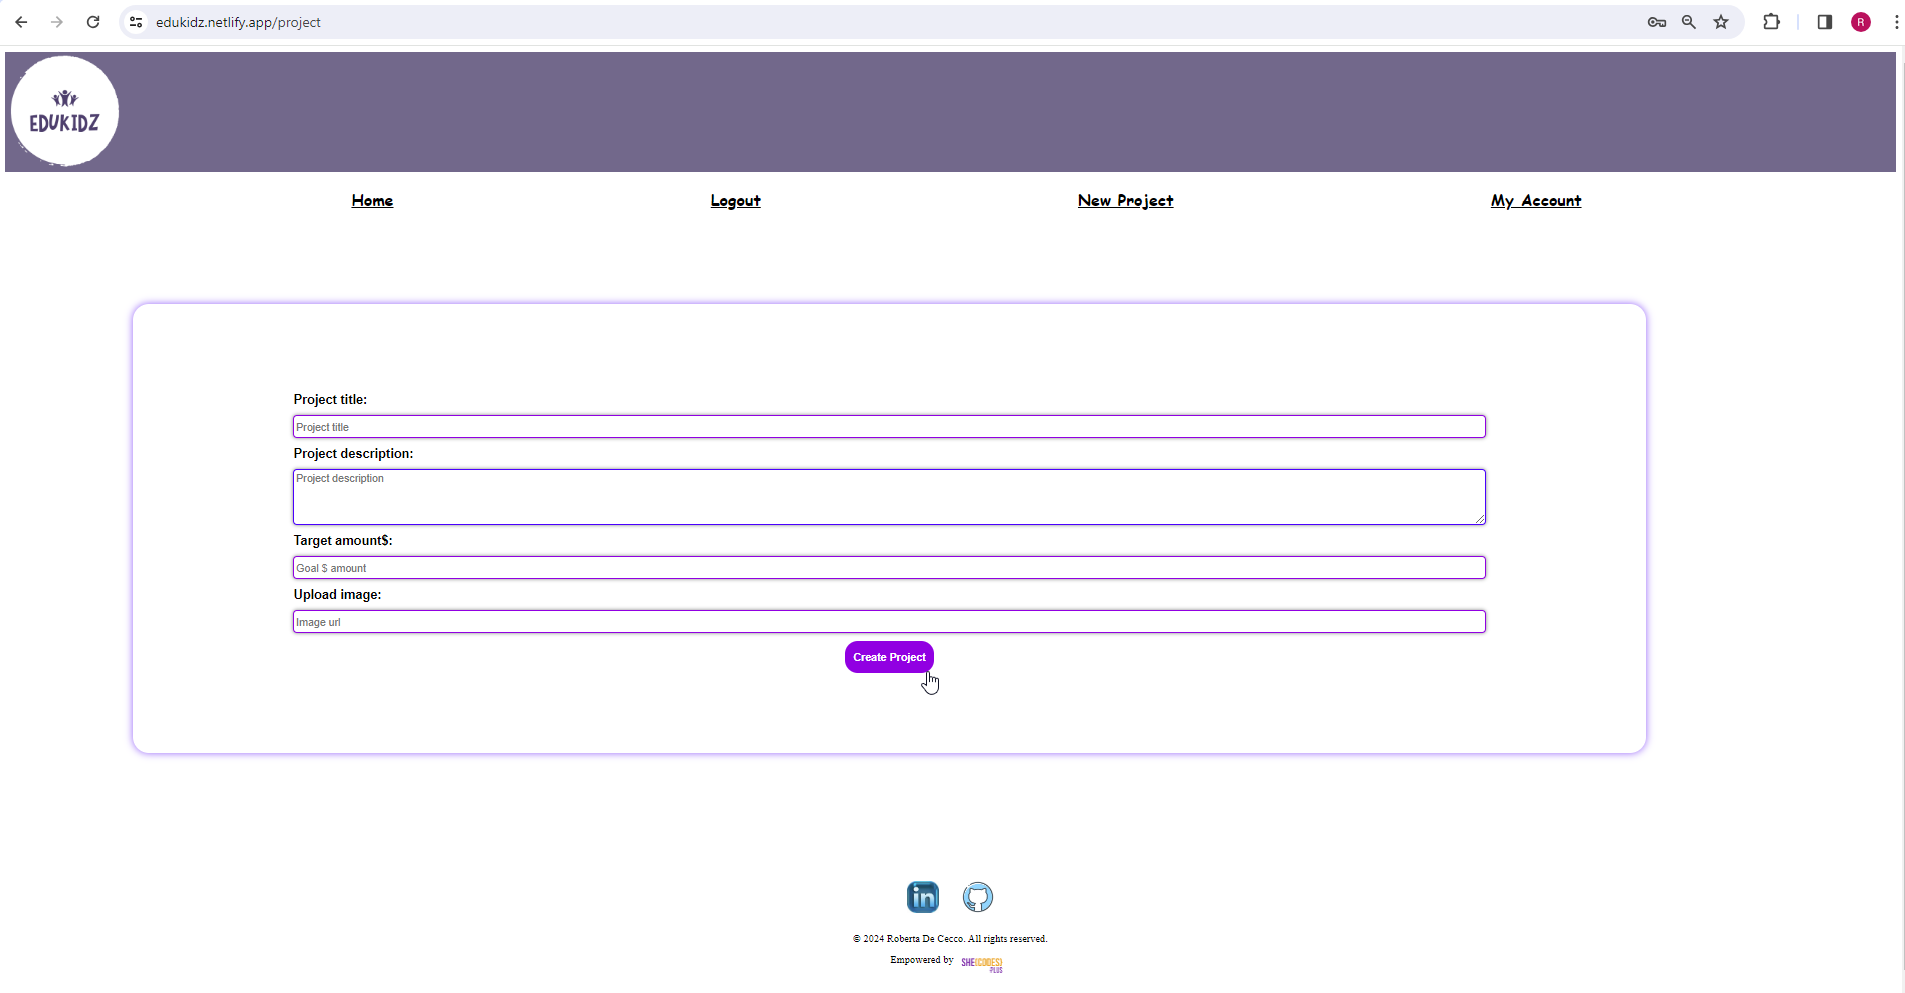 edukidz.netlify.app/project
R
EDUKIDZ
Home Logout New Project My Account
Project title:
Project title
Project description:
Project description
Target amount$:
Goal $ amount
Upload image:
Image url
Create Project
in
© 2024 Roberta De Cecco. All rights reserved.
Empowered by SHE{CODES}
PLUS